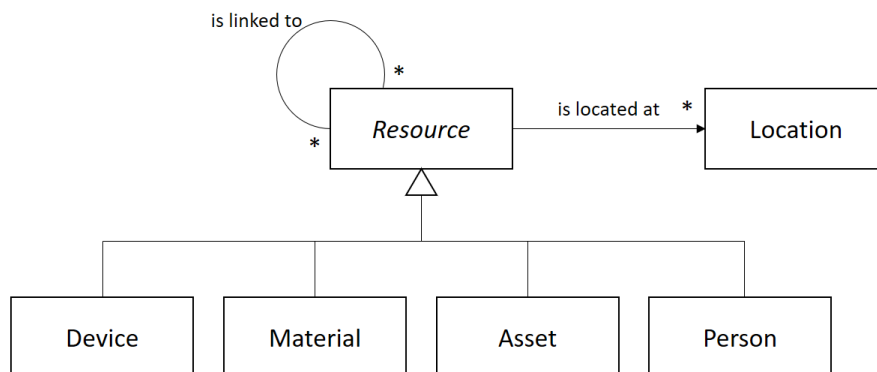 is linked to
*
*
Resource
is located at
*
Location
Device
Material
Asset
Person